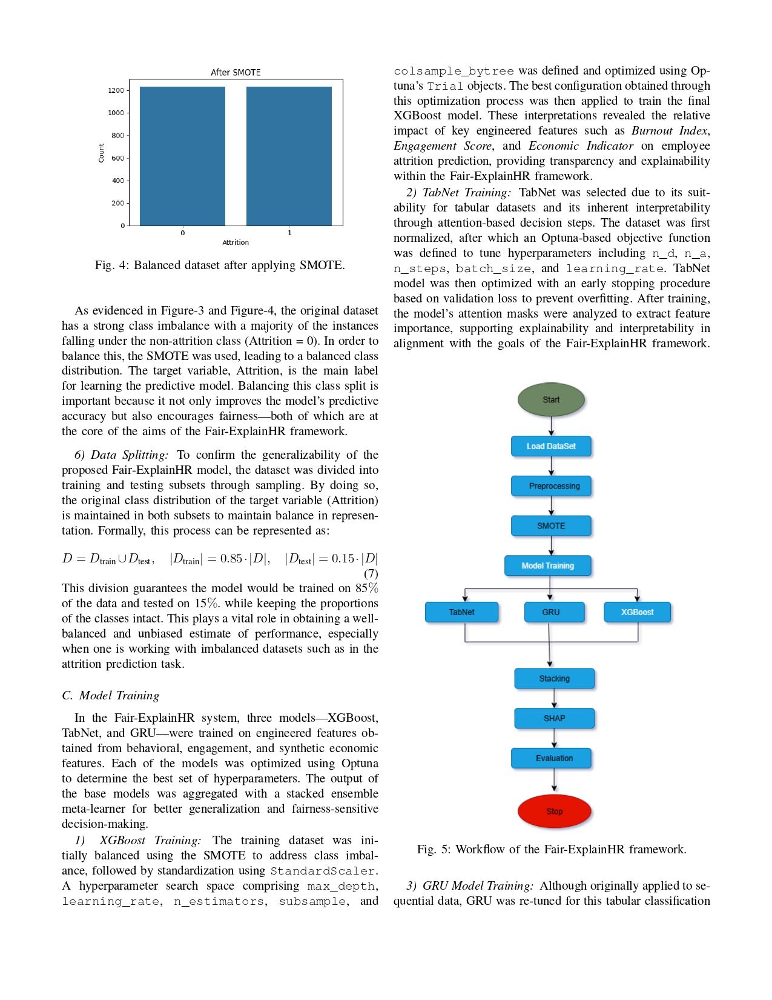 After SMOTE
1200
1000
800
600
400
200
0
Count
0 1
Attrition
Fig. 4: Balanced dataset after applying SMOTE.
As evidenced in Figure-3 and Figure-4, the original dataset
has a strong class imbalance with a majority of the instances
falling under the non-attrition class (Attrition = 0). In order to
balance this, the SMOTE was used, leading to a balanced class
distribution. The target variable, Attrition, is the main label
for learning the predictive model. Balancing this class split is
important because it not only improves the model's predictive
accuracy but also encourages fairness—both of which are at
the core of the aims of the Fair-ExplainHR framework.
6) Data Splitting: To confirm the generalizability of the
proposed Fair-ExplainHR model, the dataset was divided into
training and testing subsets through sampling. By doing so,
the original class distribution of the target variable (Attrition)
is maintained in both subsets to maintain balance in represen-
tation. Formally, this process can be represented as:
D = D_train ∪ D_test, |D_train| = 0.85·|D|, |D_test| = 0.15·|D|
(7)
This division guarantees the model would be trained on 85%
of the data and tested on 15%. while keeping the proportions
of the classes intact. This plays a vital role in obtaining a well-
balanced and unbiased estimate of performance, especially
when one is working with imbalanced datasets such as in the
attrition prediction task.
C. Model Training
In the Fair-ExplainHR system, three models—XGBoost,
TabNet, and GRU—were trained on engineered features ob-
tained from behavioral, engagement, and synthetic economic
features. Each of the models was optimized using Optuna
to determine the best set of hyperparameters. The output of
the base models was aggregated with a stacked ensemble
meta-learner for better generalization and fairness-sensitive
decision-making.
1) XGBoost Training: The training dataset was ini-
tially balanced using the SMOTE to address class imbal-
ance, followed by standardization using StandardScaler.
A hyperparameter search space comprising max_depth,
learning_rate, n_estimators, subsample, and
colsample_bytree was defined and optimized using Op-
tuna's Trial objects. The best configuration obtained through
this optimization process was then applied to train the final
XGBoost model. These interpretations revealed the relative
impact of key engineered features such as Burnout Index,
Engagement Score, and Economic Indicator on employee
attrition prediction, providing transparency and explainability
within the Fair-ExplainHR framework.
2) TabNet Training: TabNet was selected due to its suit-
ability for tabular datasets and its inherent interpretability
through attention-based decision steps. The dataset was first
normalized, after which an Optuna-based objective function
was defined to tune hyperparameters including n_d, n_a,
n_steps, batch_size, and learning_rate. TabNet
model was then optimized with an early stopping procedure
based on validation loss to prevent overfitting. After training,
the model's attention masks were analyzed to extract feature
importance, supporting explainability and interpretability in
alignment with the goals of the Fair-ExplainHR framework.
Start
Load DataSet
Preprocessing
SMOTE
Model Training
TabNet GRU XGBoost
Stacking
SHAP
Evaluation
Stop
Fig. 5: Workflow of the Fair-ExplainHR framework.
3) GRU Model Training: Although originally applied to se-
quential data, GRU was re-tuned for this tabular classification